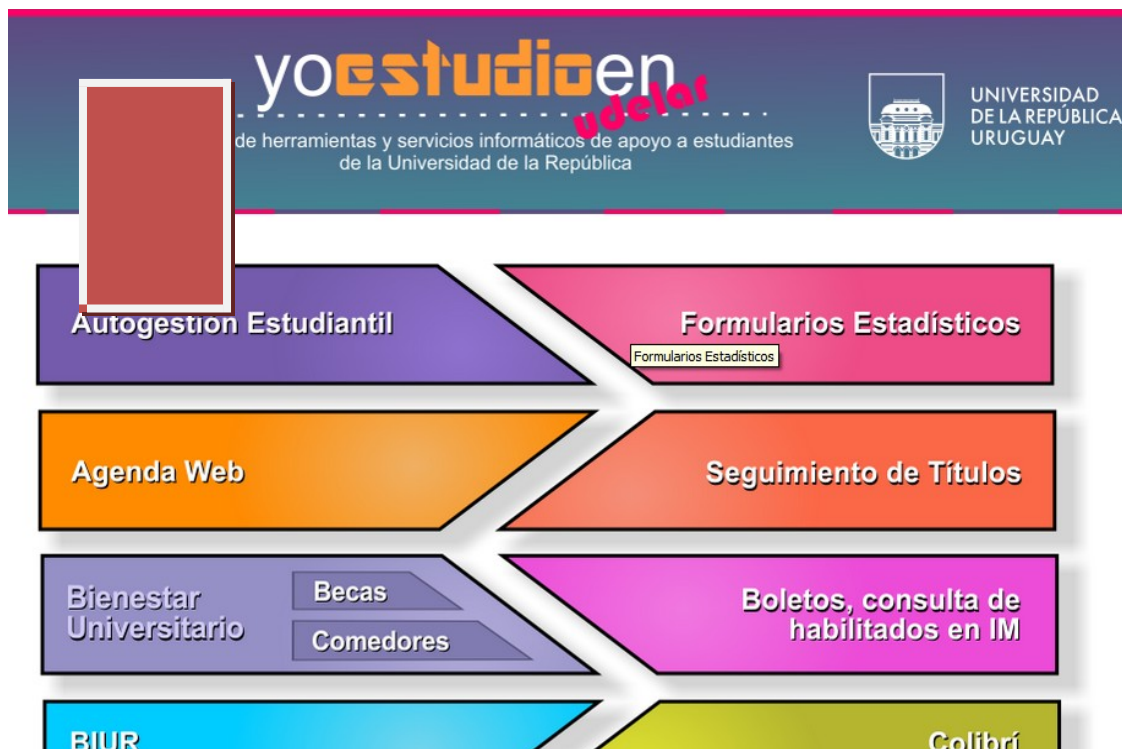 yoestudioen
udelar
de herramientas y servicios informáticos de apoyo a estudiantes
de la Universidad de la República
UNIVERSIDAD
DE LA REPÚBLICA
URUGUAY
Autogestión Estudiantil
Formularios Estadísticos
Formularios Estadísticos
Agenda Web
Seguimiento de Títulos
Bienestar
Universitario
Becas
Comedores
Boletos, consulta de
habilitados en IM
BIUR
Colibrí